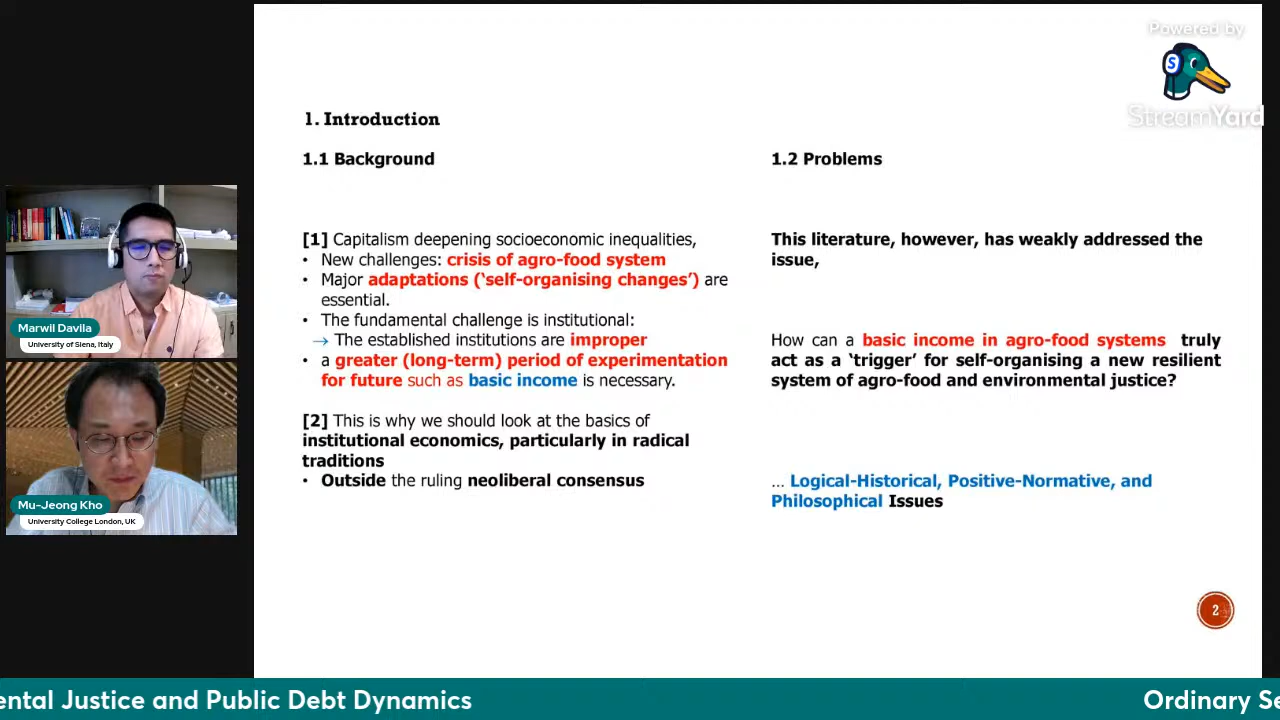 Powered by
S
StreamYard
1. Introduction
1.1 Background
[1] Capitalism deepening socioeconomic inequalities,
• New challenges: crisis of agro-food system
• Major adaptations (‘self-organising changes’) are
essential.
• The fundamental challenge is institutional:
→ The established institutions are improper
• a greater (long-term) period of experimentation
for future such as basic income is necessary.
[2] This is why we should look at the basics of
institutional economics, particularly in radical
traditions
• Outside the ruling neoliberal consensus
1.2 Problems
This literature, however, has weakly addressed the
issue,
How can a basic income in agro-food systems truly
act as a ‘trigger’ for self-organising a new resilient
system of agro-food and environmental justice?
... Logical-Historical, Positive-Normative, and
Philosophical Issues
2
Marwil Davila
University of Siena, Italy
Mu-Jeong Kho
University College London, UK
ental Justice and Public Debt Dynamics
Ordinary Se